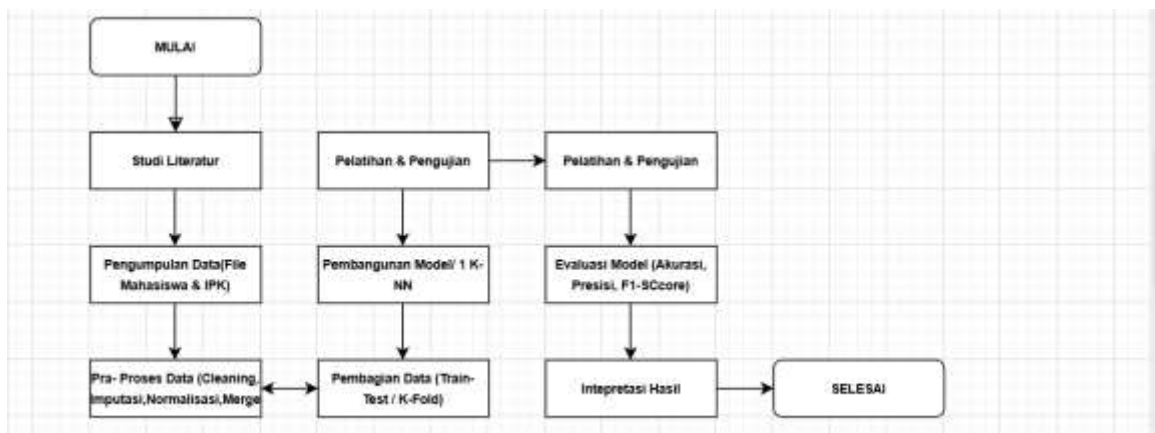 MULAI
Studi Literatur
Pengumpulan Data(File
Mahasiswa & IPK)
Pra- Proses Data (Cleaning,
Imputasi,Normalisasi,Merge
Pelatihan & Pengujian
Pembangunan Model/ 1 K-
NN
Pembagian Data (Train-
Test / K-Fold)
Pelatihan & Pengujian
Evaluasi Model (Akurasi,
Presisi, F1-SCcore)
Intepretasi Hasil
SELESAI